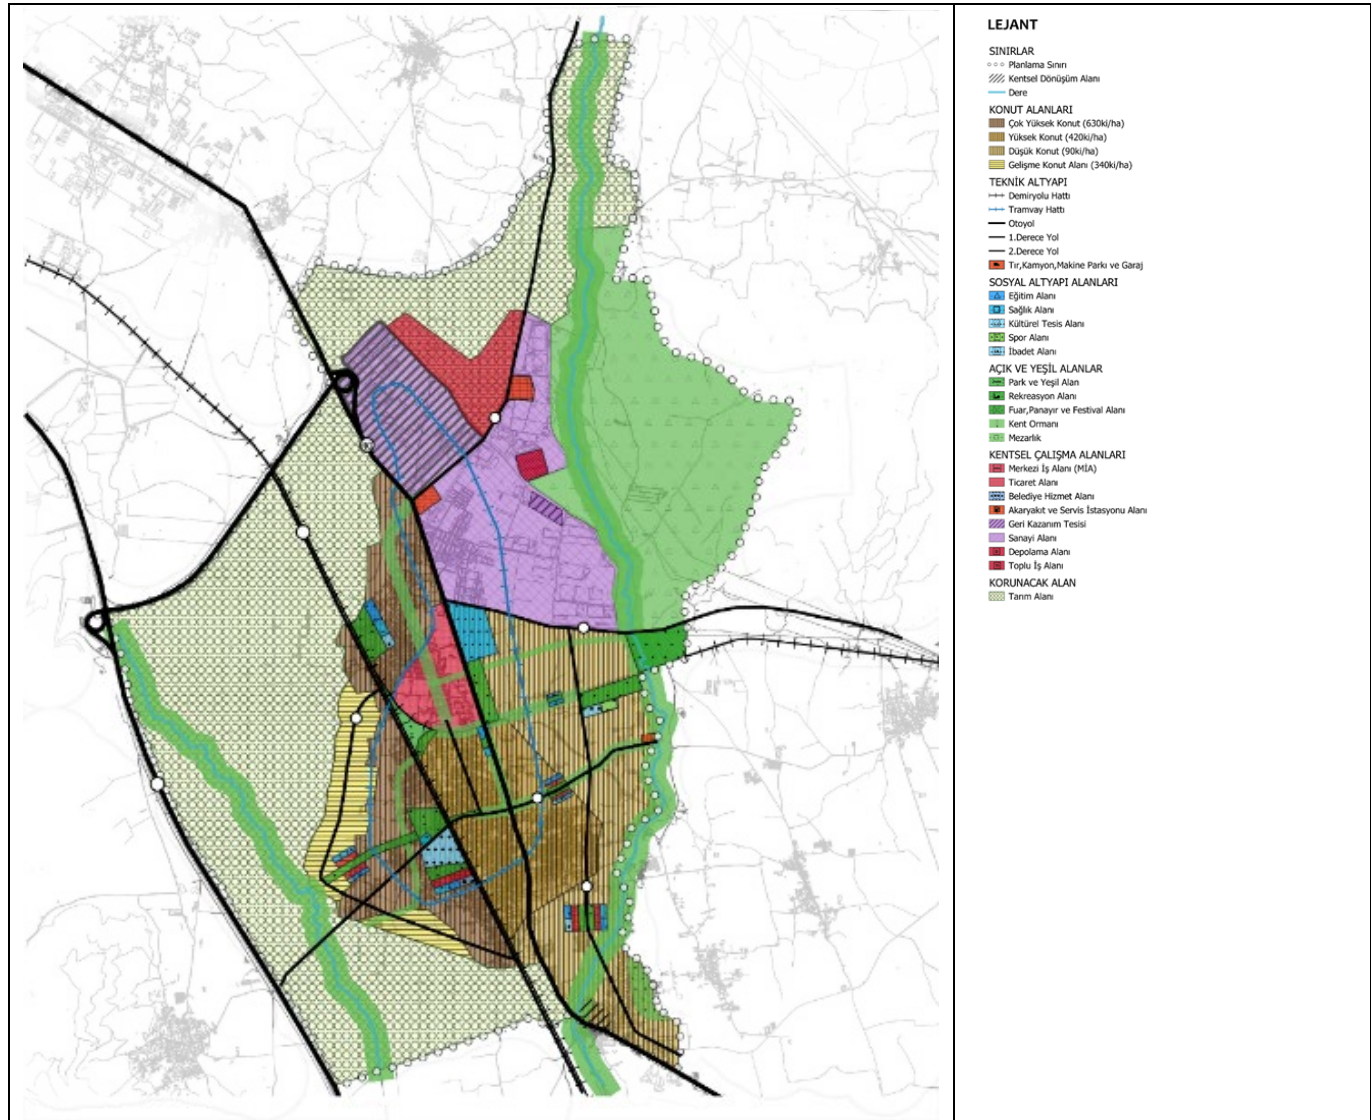 LEJANT
SINIRLAR
Planlama Sınırı
Kentsel Dönüşüm Alanı
Dere
KONUT ALANLARI
Çok Yüksek Konut (630ki/ha)
Yüksek Konut (420ki/ha)
Düşük Konut (90ki/ha)
Gelişme Konut Alanı (340ki/ha)
TEKNİK ALTYAPI
Demiryolu Hattı
Tramvay Hattı
Otoyol
1.Derece Yol
2.Derece Yol
Tır,Kamyon,Makine Parkı ve Garaj
SOSYAL ALTYAPI ALANLARI
Eğitim Alanı
Sağlık Alanı
Kültürel Tesis Alanı
Spor Alanı
İbadet Alanı
AÇIK VE YEŞİL ALANLAR
Park ve Yeşil Alan
Rekreasyon Alanı
Fuar,Panayır ve Festival Alanı
Kent Ormanı
Mezarlık
KENTSEL ÇALIŞMA ALANLARI
Merkezi İş Alanı (MİA)
Ticaret Alanı
Belediye Hizmet Alanı
Akaryakıt ve Servis İstasyonu Alanı
Geri Kazanım Tesisi
Sanayi Alanı
Depolama Alanı
Toplu İş Alanı
KORUNACAK ALAN
Tarım Alanı